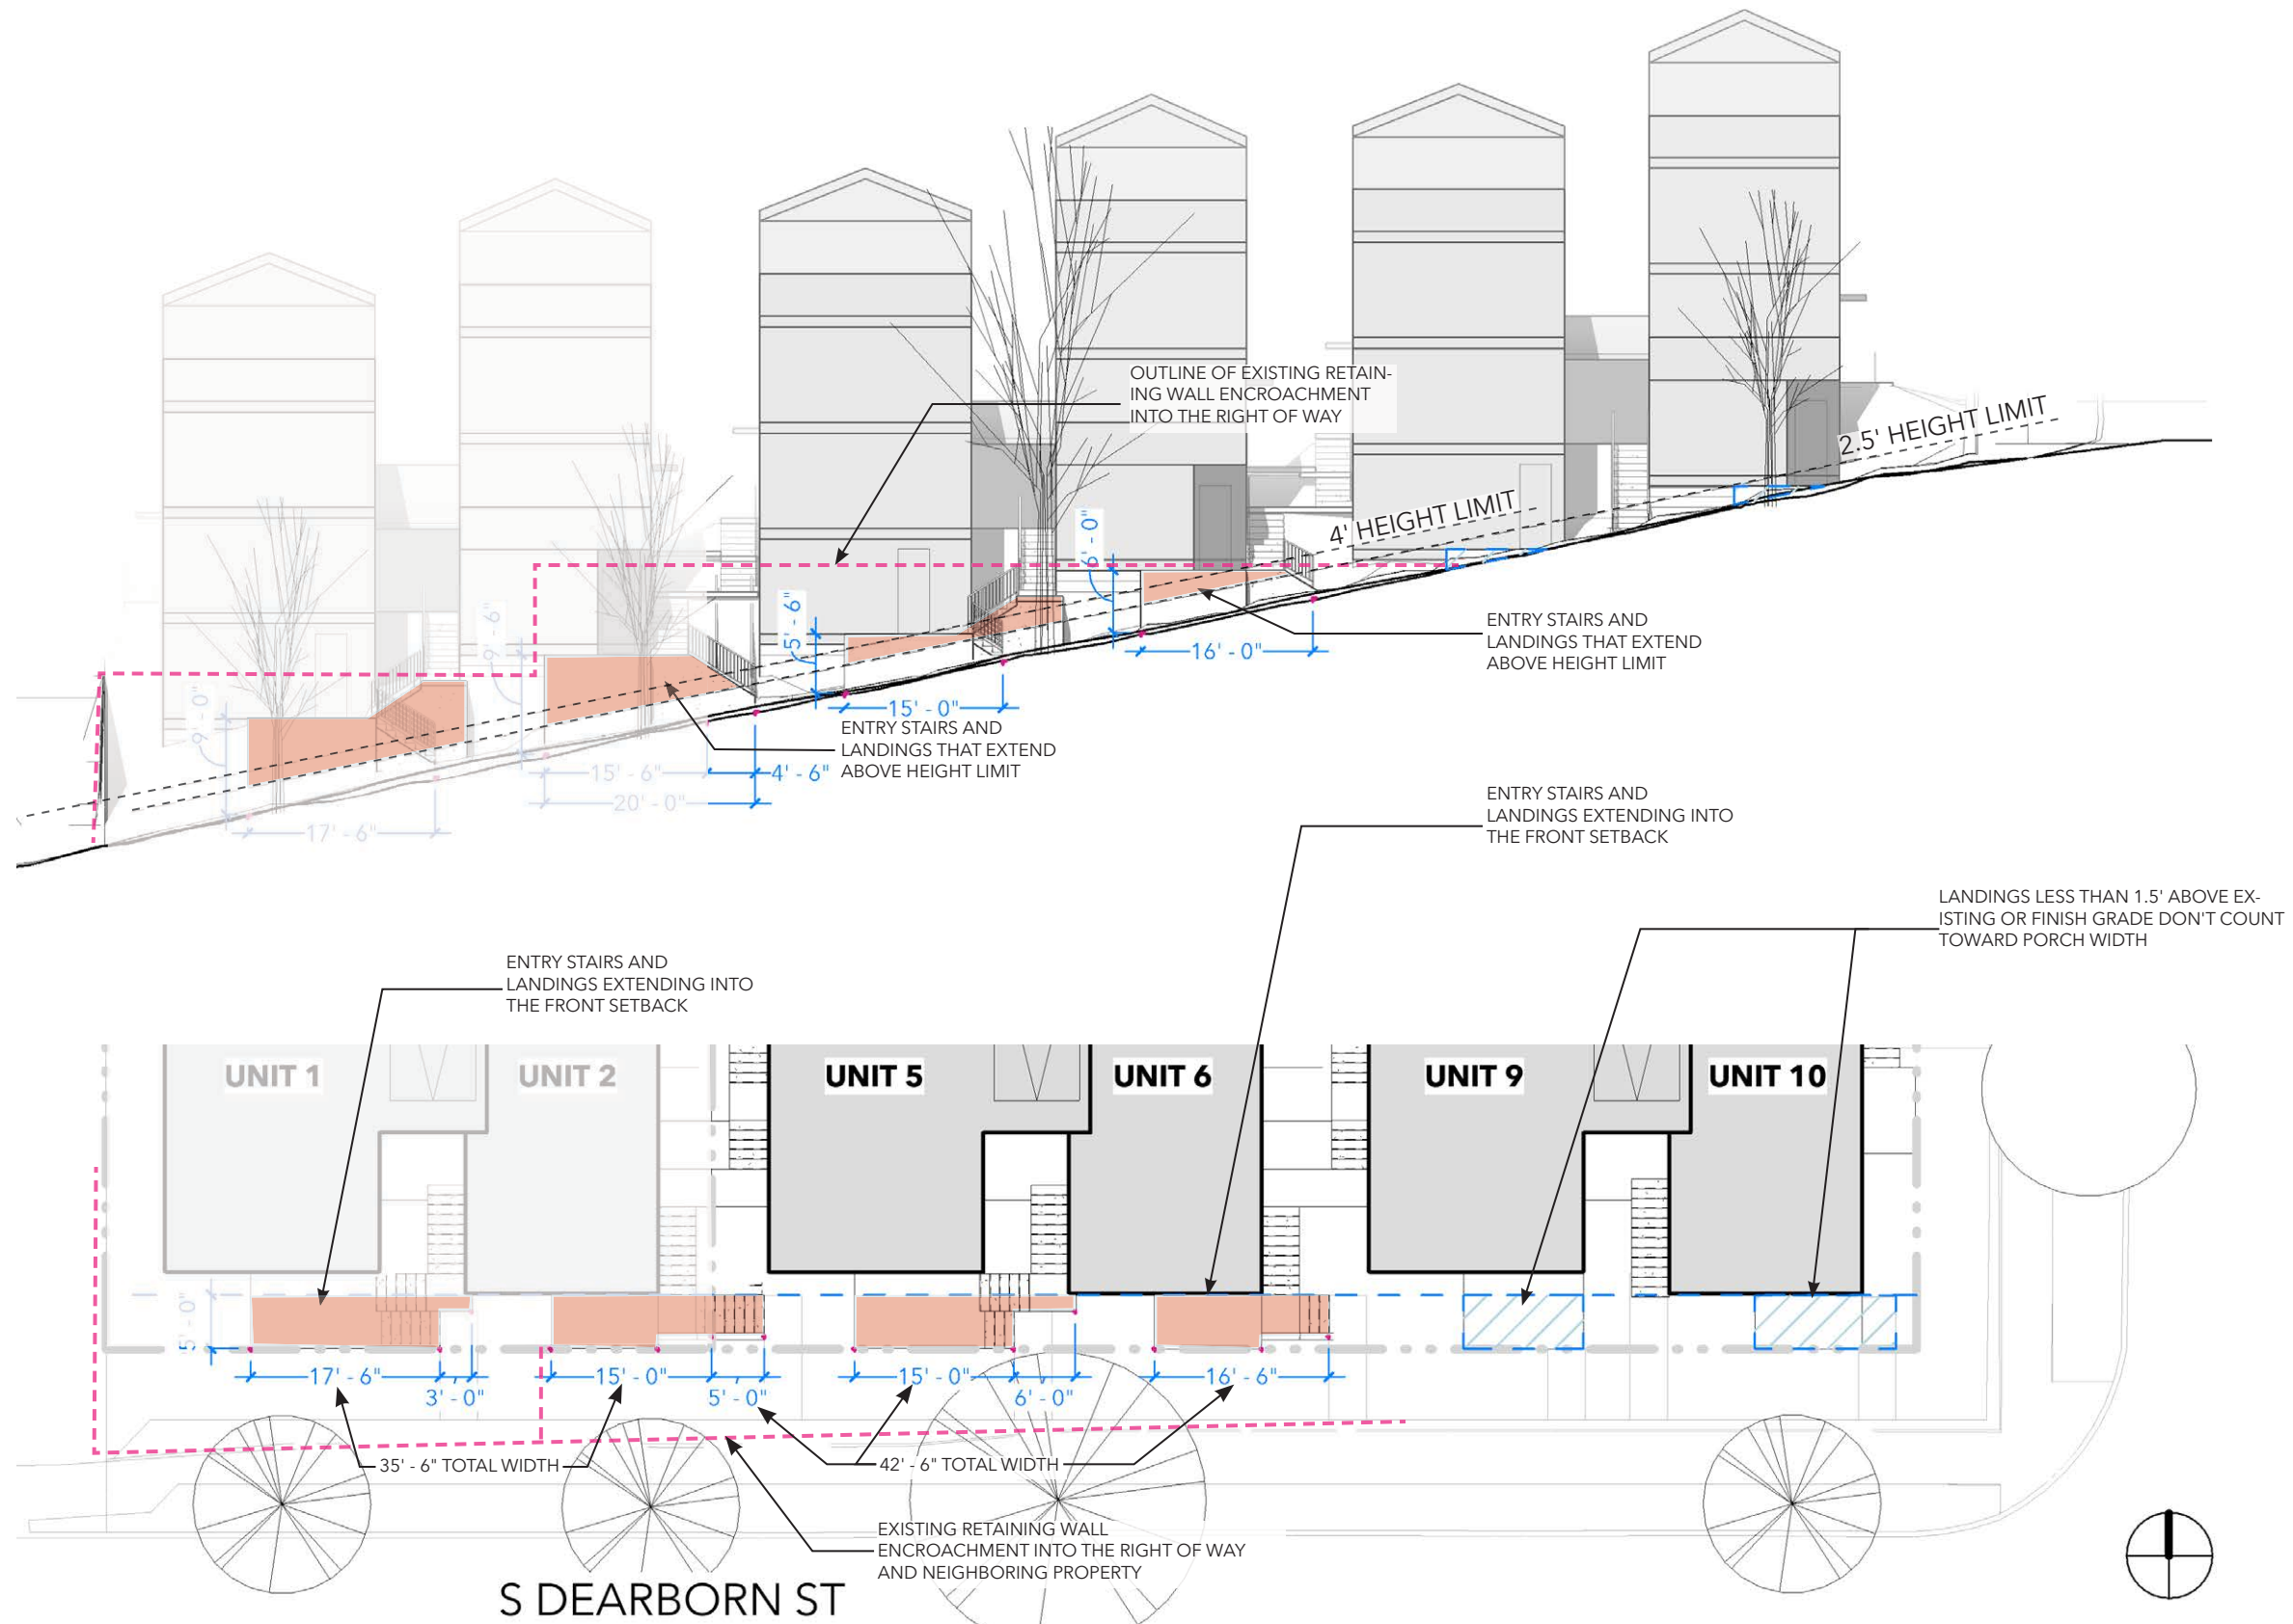 OUTLINE OF EXISTING RETAIN-
ING WALL ENCROACHMENT
INTO THE RIGHT OF WAY
2.5' HEIGHT LIMIT
4' HEIGHT LIMIT
6' - 0"
5' - 6"
9' - 6"
9' - 0"
ENTRY STAIRS AND
LANDINGS THAT EXTEND
ABOVE HEIGHT LIMIT
16' - 0"
15' - 0"
ENTRY STAIRS AND
LANDINGS THAT EXTEND
ABOVE HEIGHT LIMIT
15' - 6"
4' - 6"
20' - 0"
17' - 6"
ENTRY STAIRS AND
LANDINGS EXTENDING INTO
THE FRONT SETBACK
LANDINGS LESS THAN 1.5' ABOVE EX-
ISTING OR FINISH GRADE DON'T COUNT
TOWARD PORCH WIDTH
ENTRY STAIRS AND
LANDINGS EXTENDING INTO
THE FRONT SETBACK
UNIT 1
UNIT 2
UNIT 5
UNIT 6
UNIT 9
UNIT 10
5' - 0"
17' - 6"
3' - 0"
15' - 0"
5' - 0"
15' - 0"
6' - 0"
16' - 6"
35' - 6" TOTAL WIDTH
42' - 6" TOTAL WIDTH
EXISTING RETAINING WALL
ENCROACHMENT INTO THE RIGHT OF WAY
AND NEIGHBORING PROPERTY
S DEARBORN ST